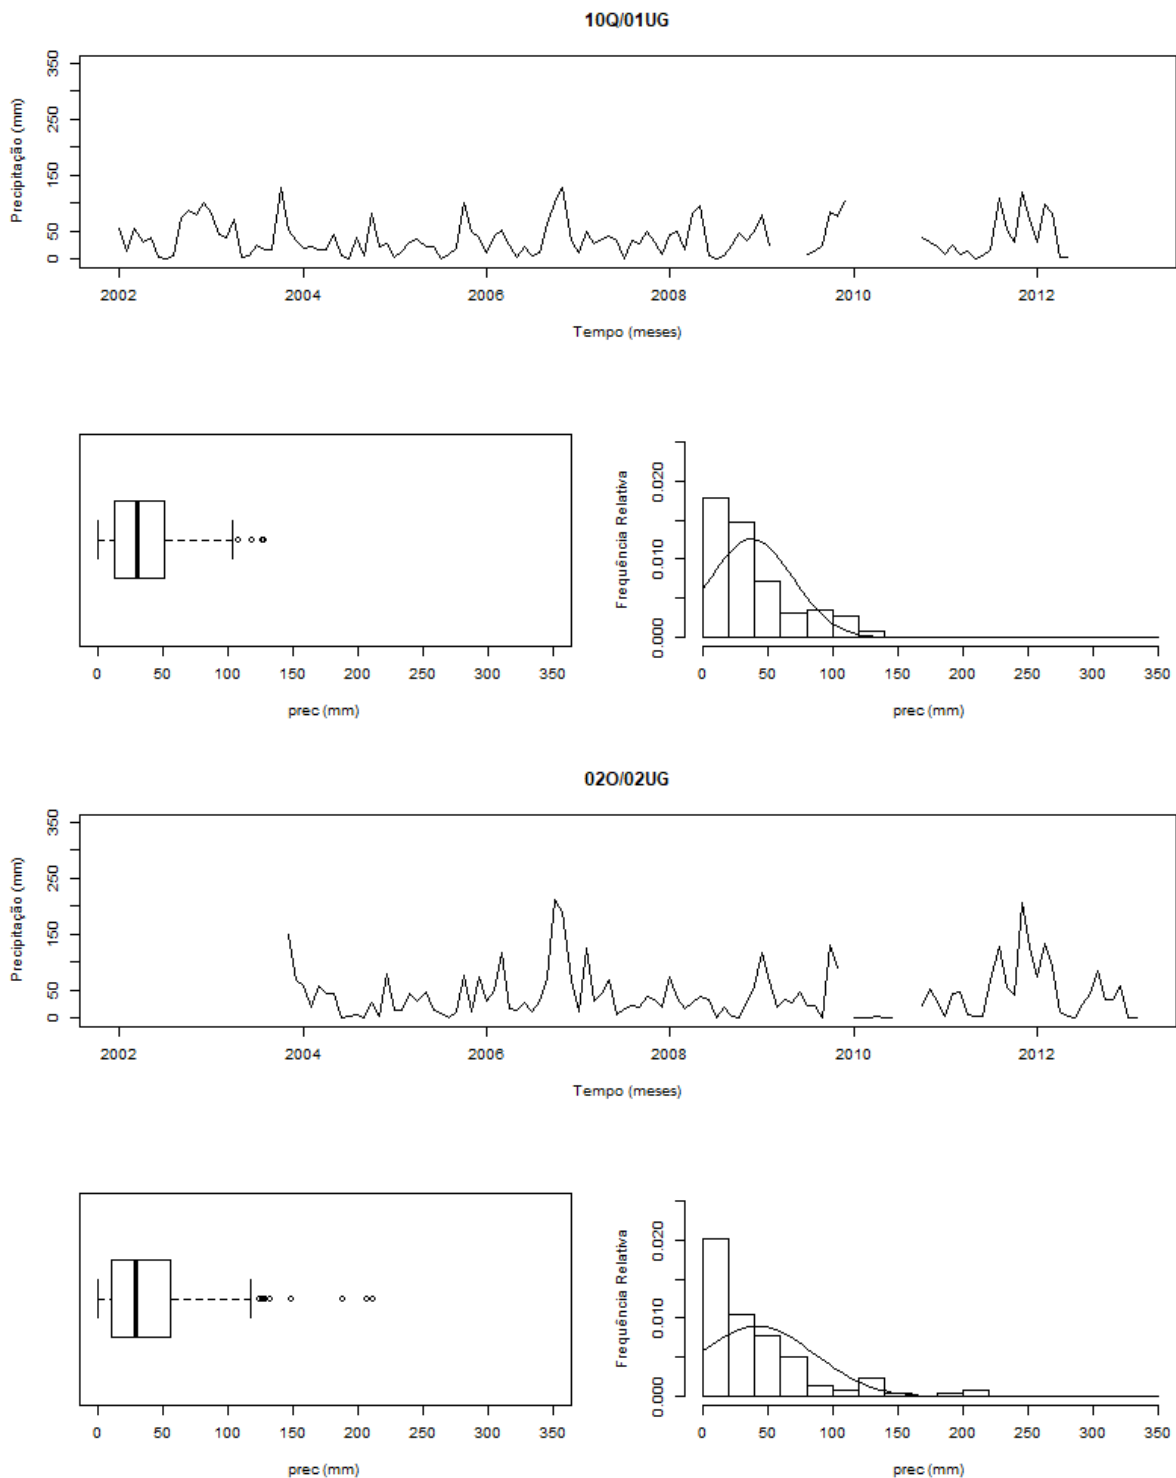 10Q/01UG
Precipitação (mm)
350
250
150
50
0
2002 2004 2006 2008 2010 2012
Tempo (meses)
0 50 100 150 200 250 300 350
prec (mm)
Frequência Relativa
0.020
0.010
0.000
0 50 100 150 200 250 300 350
prec (mm)
02O/02UG
Precipitação (mm)
350
250
150
50
0
2002 2004 2006 2008 2010 2012
Tempo (meses)
0 50 100 150 200 250 300 350
prec (mm)
Frequência Relativa
0.020
0.010
0.000
0 50 100 150 200 250 300 350
prec (mm)